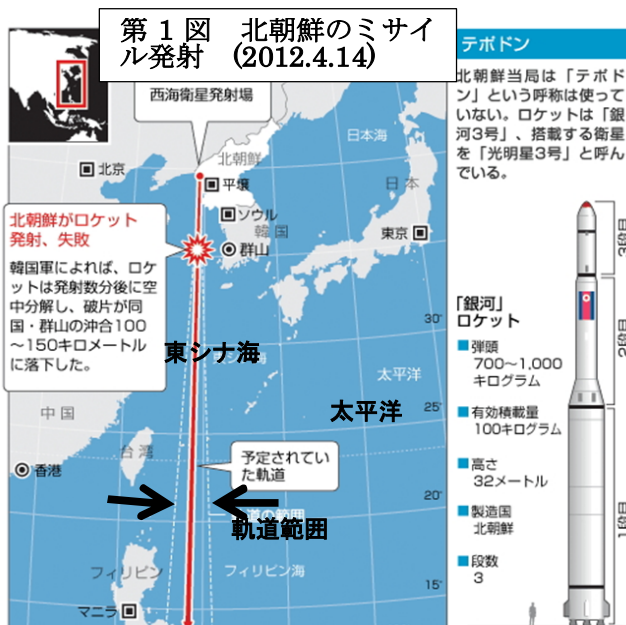 第１図　北朝鮮のミサイ
ル発射　(2012.4.14)
テポドン
北朝鮮当局は「テポド
ン」という呼称は使って
いない。ロケットは「銀
河3号」、搭載する衛星
を「光明星3号」と呼ん
でいる。
西海衛星発射場
日本海
北朝鮮
北京
平壌
日本
ソウル
韓国
東京
群山
北朝鮮がロケット
発射、失敗
韓国軍によれば、ロケ
ットは発射数分後に空
中分解し、破片が同
国・群山の沖合100
～150キロメートル
に落下した。
30°
東シナ海
太平洋
太平洋
25°
中国
台湾
香港
予定されてい
た軌道
20°
道の範囲
軌道範囲
フィリピン
フィリピン海
15°
マニラ
「銀河」
ロケット
弾頭
700～1,000
キログラム
有効積載量
100キログラム
高さ
32メートル
製造国
北朝鮮
段数
3
3段目
2段目